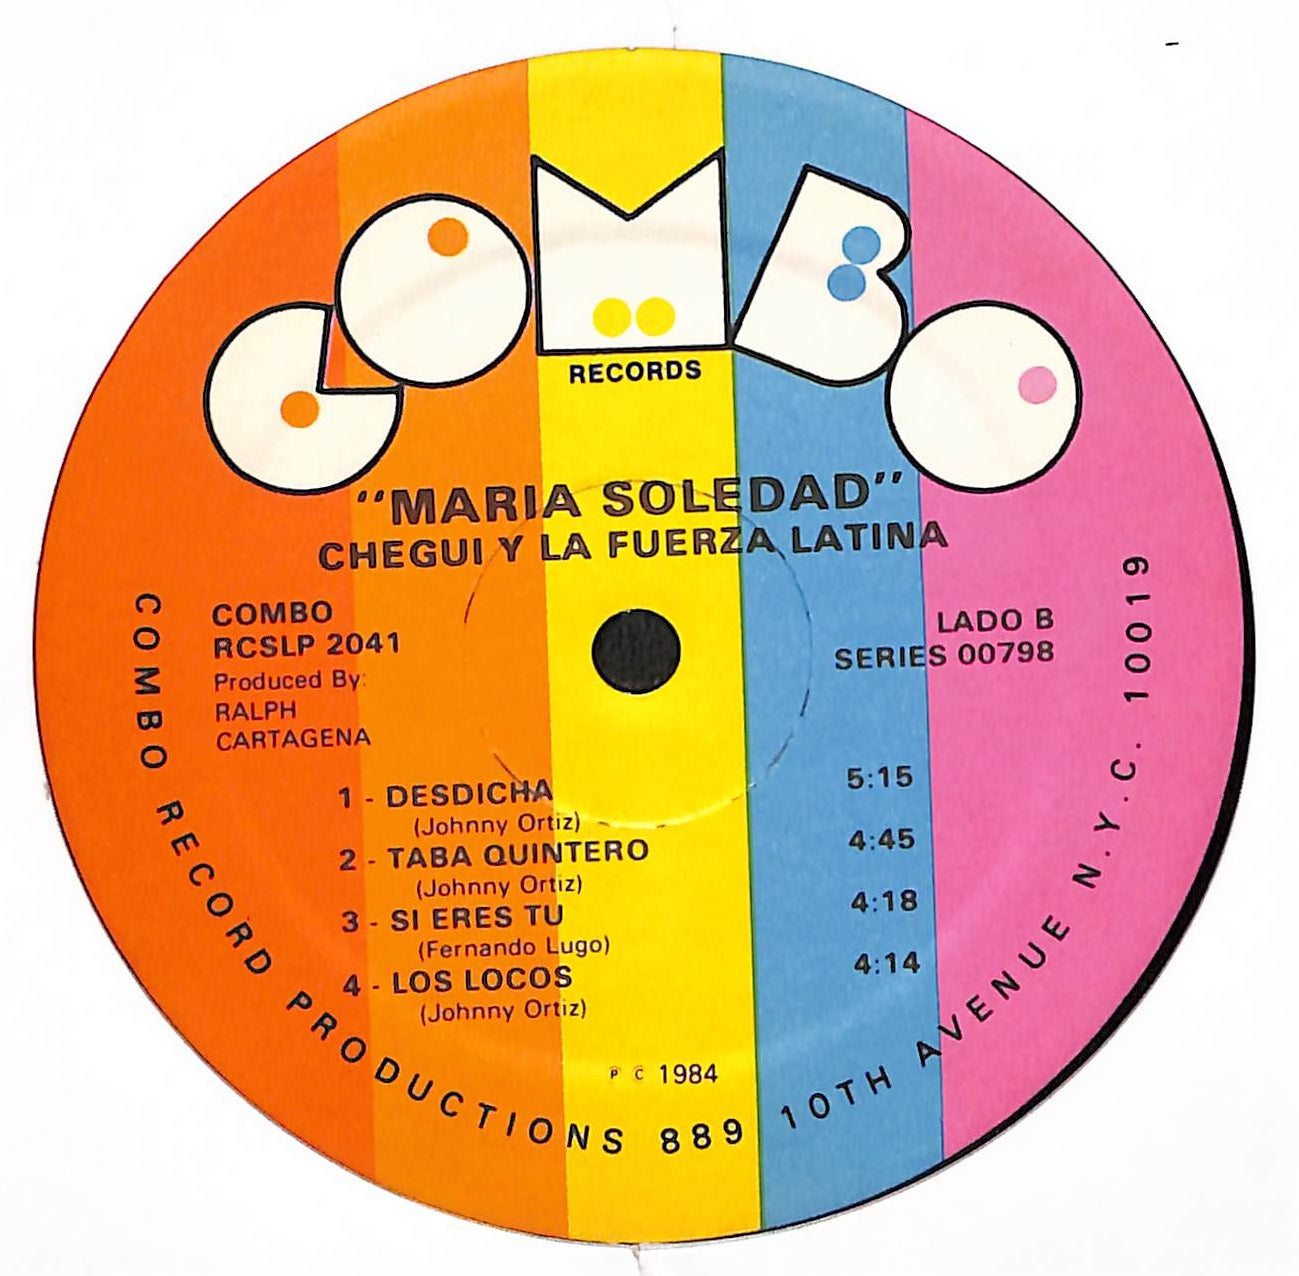 COMBO
RECORDS
"MARIA SOLEDAD"
CHEGUI Y LA FUERZA LATINA
COMBO
RCSLP 2041
Produced By:
RALPH
CARTAGENA
LADO B
SERIES 00798
1 - DESDICHA 5:15
(Johnny Ortiz)
2 - TABA QUINTERO 4:45
(Johnny Ortiz)
3 - SI ERES TU 4:18
(Fernando Lugo)
4 - LOS LOCOS 4:14
(Johnny Ortiz)
P C 1984
COMBO RECORD PRODUCTIONS 889 10TH AVENUE N.Y.C. 10019